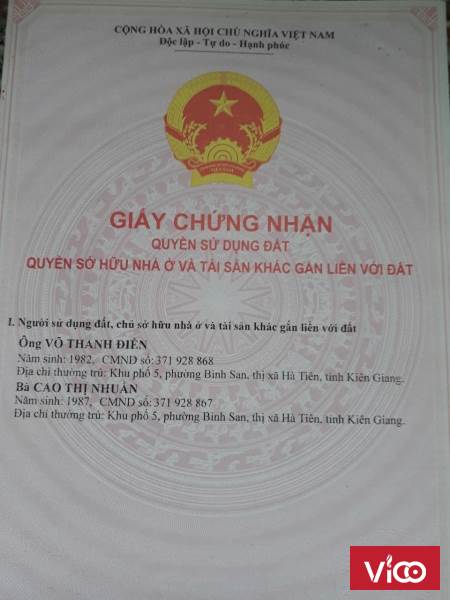 CỘNG HÒA XÃ HỘI CHỦ NGHĨA VIỆT NAM
Độc lập - Tự do - Hạnh phúc
GIẤY CHỨNG NHẬN
QUYỀN SỬ DỤNG ĐẤT
QUYỀN SỞ HỮU NHÀ Ở VÀ TÀI SẢN KHÁC GẮN LIỀN VỚI ĐẤT
I. Người sử dụng đất, chủ sở hữu nhà ở và tài sản khác gắn liền với đất
Ông VÕ THANH ĐIỀN
Năm sinh: 1982, CMND số: 371 928 868
Địa chỉ thường trú: Khu phố 5, phường Bình San, thị xã Hà Tiên, tỉnh Kiên Giang.
Bà CAO THỊ NHUẦN
Năm sinh: 1987, CMND số: 371 928 867
Địa chỉ thường trú: Khu phố 5, phường Bình San, thị xã Hà Tiên, tỉnh Kiên Giang.
Vicoo